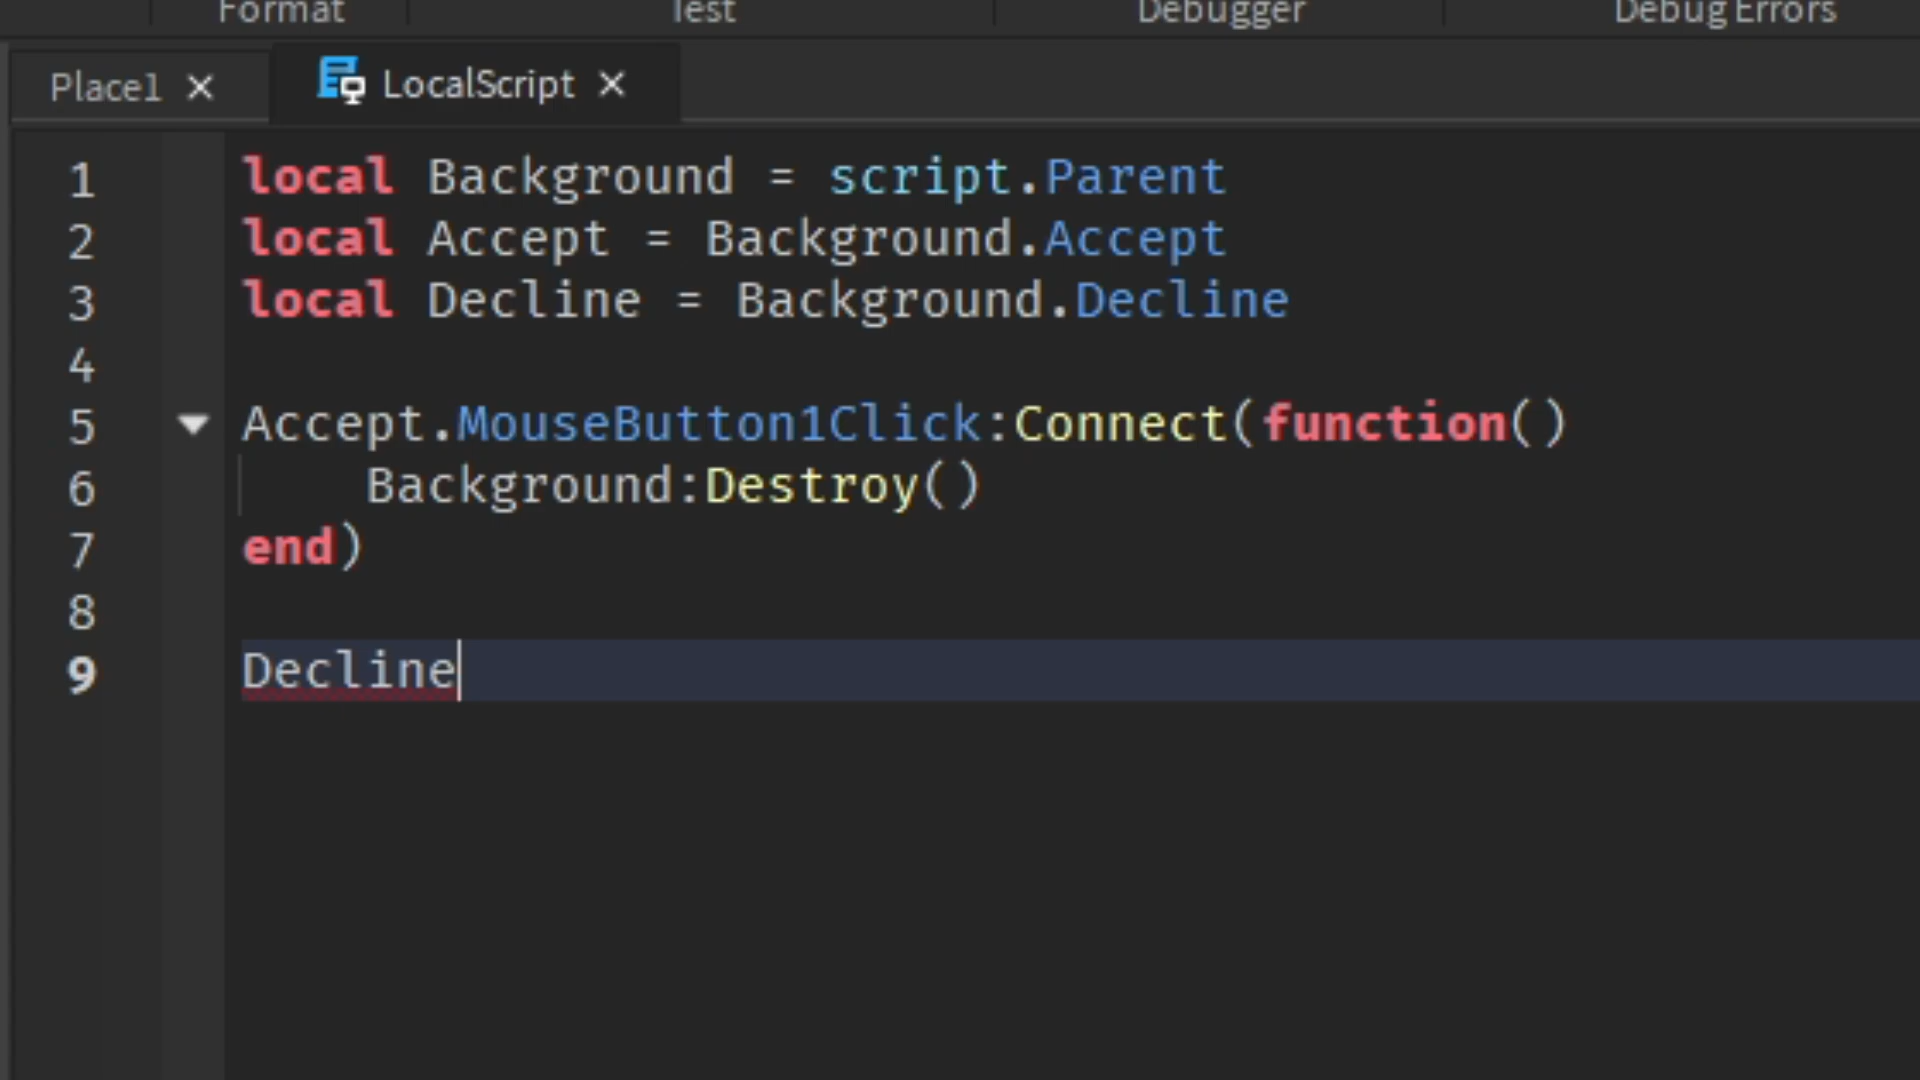 Format Test Debugger Debug Errors
Place1 × LocalScript ×
1 local Background = script.Parent
2 local Accept = Background.Accept
3 local Decline = Background.Decline
4
5 Accept.MouseButton1Click:Connect(function()
6 Background:Destroy()
7 end)
8
9 Decline